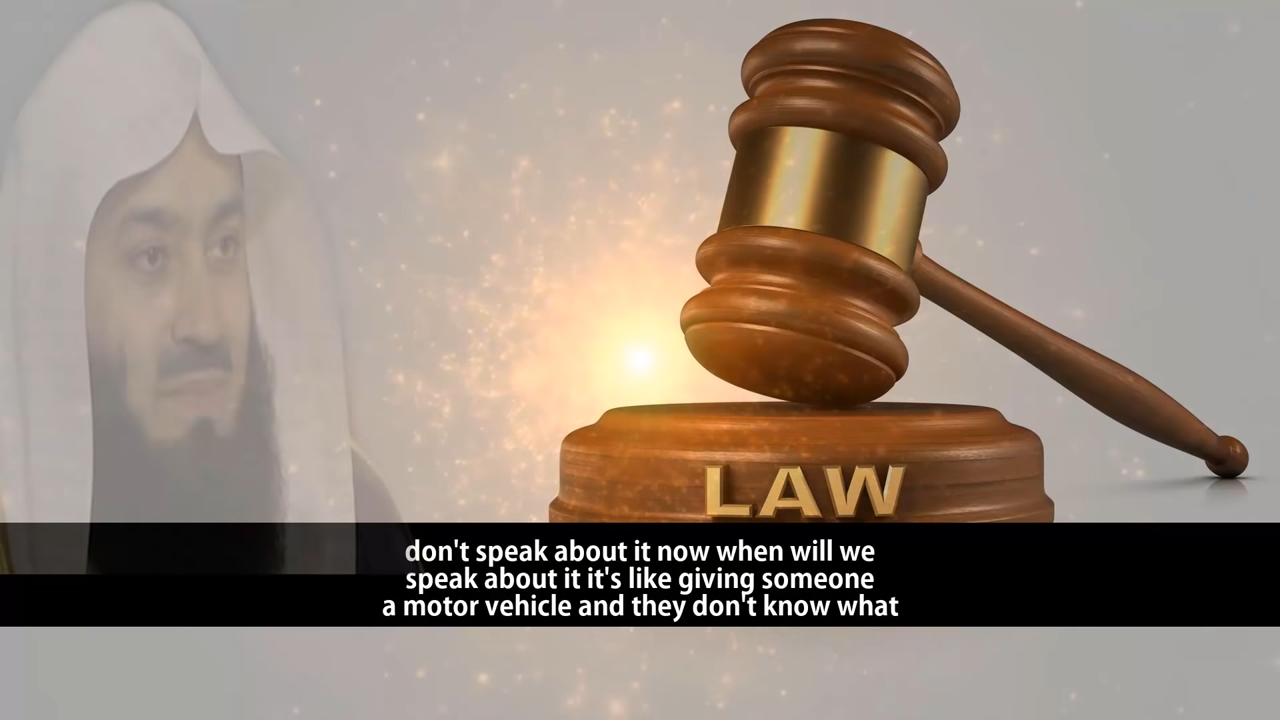 LAW
don't speak about it now when will we
speak about it it's like giving someone
a motor vehicle and they don't know what